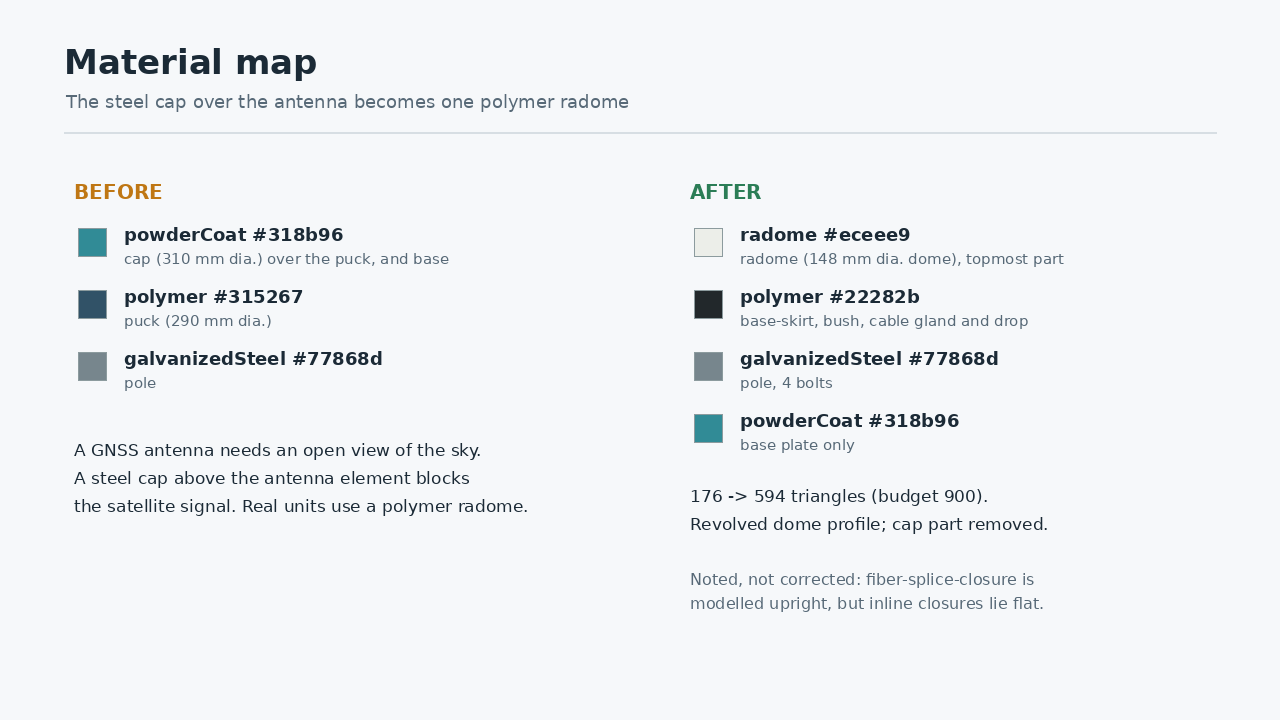 Material map
The steel cap over the antenna becomes one polymer radome
BEFORE
powderCoat #318b96
cap (310 mm dia.) over the puck, and base
polymer #315267
puck (290 mm dia.)
galvanizedSteel #77868d
pole
A GNSS antenna needs an open view of the sky.
A steel cap above the antenna element blocks
the satellite signal. Real units use a polymer radome.
AFTER
radome #eceee9
radome (148 mm dia. dome), topmost part
polymer #22282b
base-skirt, bush, cable gland and drop
galvanizedSteel #77868d
pole, 4 bolts
powderCoat #318b96
base plate only
176 -> 594 triangles (budget 900).
Revolved dome profile; cap part removed.
Noted, not corrected: fiber-splice-closure is
modelled upright, but inline closures lie flat.